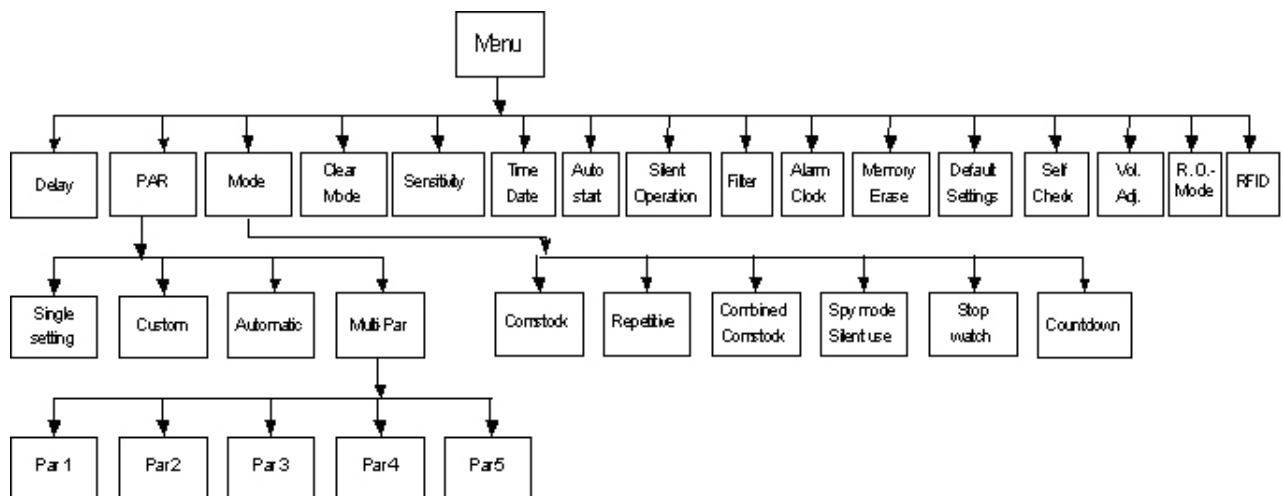 Menu
Delay
PAR
Mode
Clear
Mode
Sensitivity
Time
Date
Auto
start
Silent
Operation
Filter
Alarm
Clock
Memory
Erase
Default
Settings
Self
Check
Vol.
Adj.
R.O.-
Mode
RFID
Single
setting
Custom
Automatic
Multi Par
Comstock
Repetitive
Combined
Comstock
Spy mode
Silent use
Stop
watch
Countdown
Par 1
Par2
Par3
Par4
Par5